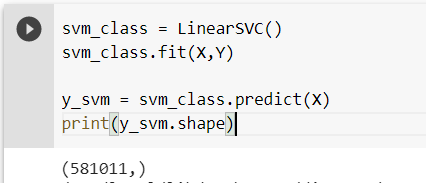 svm_class = LinearSVC()
svm_class.fit(X,Y)
y_svm = svm_class.predict(X)
print(y_svm.shape)
(581011,)